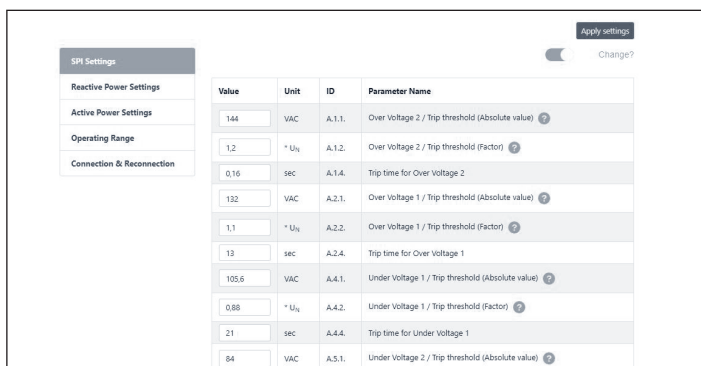 Apply settings
Change?
SPI Settings
Reactive Power Settings
Active Power Settings
Operating Range
Connection & Reconnection
Value Unit ID Parameter Name
144 VAC A.1.1. Over Voltage 2 / Trip threshold (Absolute value) ?
1,2 * UN A.1.2. Over Voltage 2 / Trip threshold (Factor) ?
0,16 sec A.1.4. Trip time for Over Voltage 2
132 VAC A.2.1. Over Voltage 1 / Trip threshold (Absolute value) ?
1,1 * UN A.2.2. Over Voltage 1 / Trip threshold (Factor) ?
13 sec A.2.4. Trip time for Over Voltage 1
105,6 VAC A.4.1. Under Voltage 1 / Trip threshold (Absolute value) ?
0,88 * UN A.4.2. Under Voltage 1 / Trip threshold (Factor) ?
21 sec A.4.4. Trip time for Under Voltage 1
84 VAC A.5.1. Under Voltage 2 / Trip threshold (Absolute value) ?